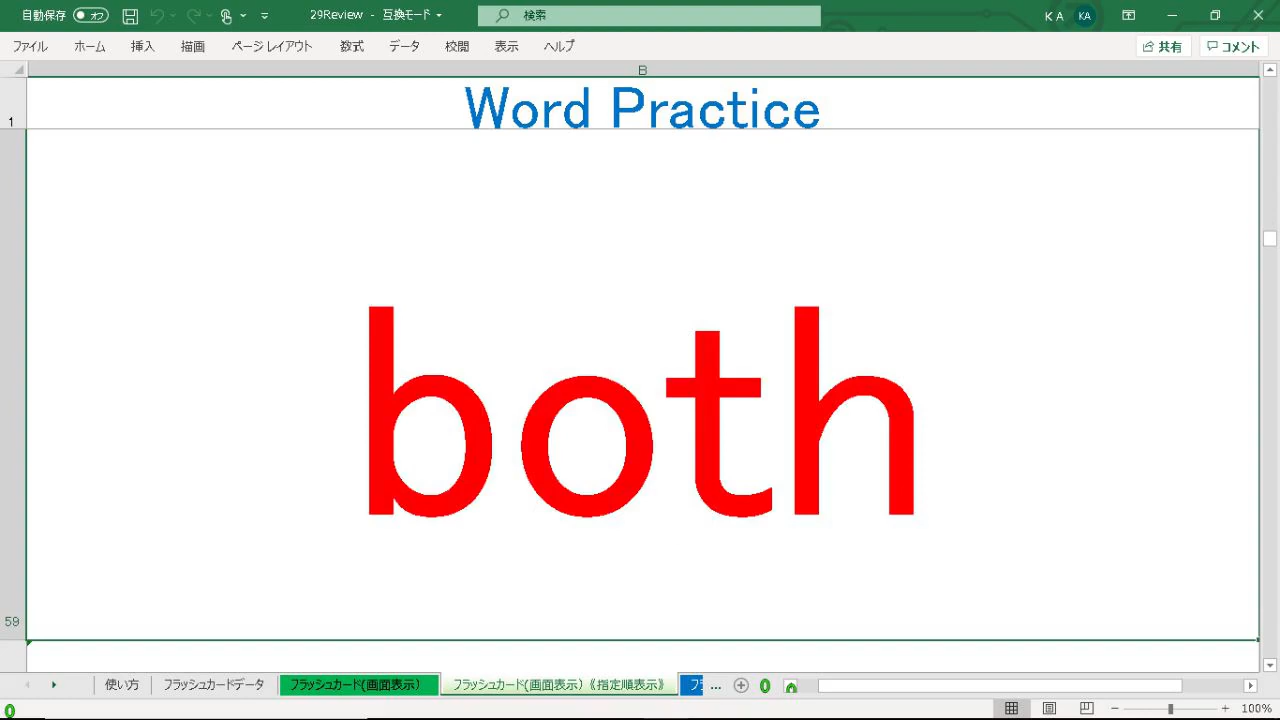 自動保存 オフ 29Review - 互換モード 検索 K A KA
ファイル ホーム 挿入 描画 ページ レイアウト 数式 データ 校閲 表示 ヘルプ 共有 コメント
B
1 Word Practice
both
59
使い方 フラッシュカードデータ フラッシュカード(画面表示) フラッシュカード(画面表示)《指定順表示》 フラ ...
100%